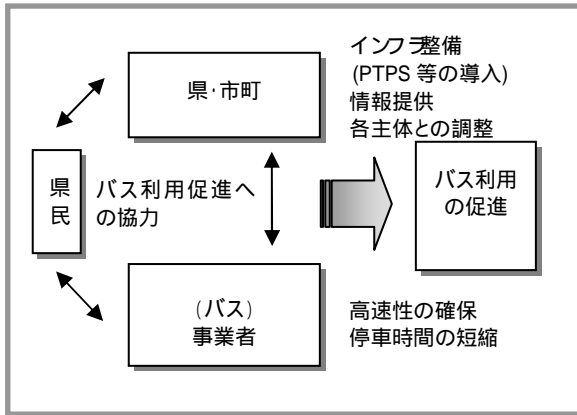 インフラ整備
(PTPS 等の導入)
情報提供
各主体との調整
県･市町
県
民
バス利用促進へ
の協力
バス利用
の促進
(バス)
事業者
高速性の確保
停車時間の短縮